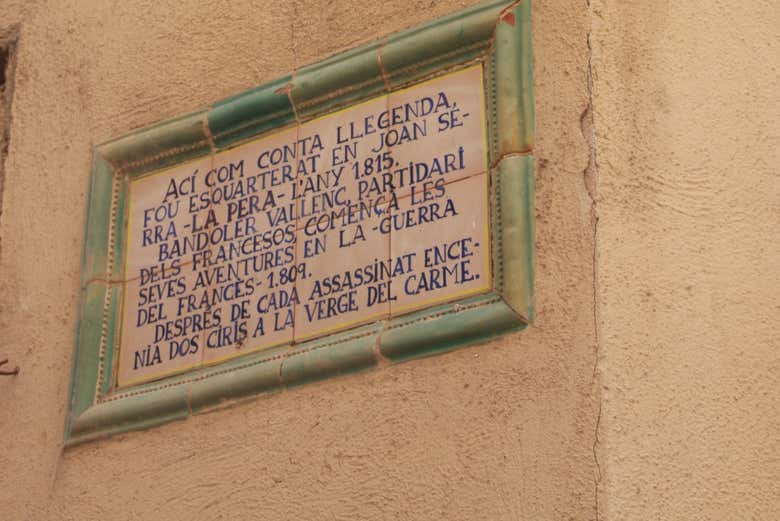 ACÍ COM CONTA LLEGENDA,
FOU ESQUARTERAT EN JOAN SE-
RRA -LA PERA- L'ANY 1.815.
BANDOLER VALLENC, PARTIDARI
DELS FRANCESOS, COMENÇÀ LES
SEVES AVENTURES EN LA -GUERRA
DEL FRANCÈS- 1.809.
DESPRÉS DE CADA ASSASSINAT ENCE-
NIA DOS CIRIS A LA VERGE DEL CARME.